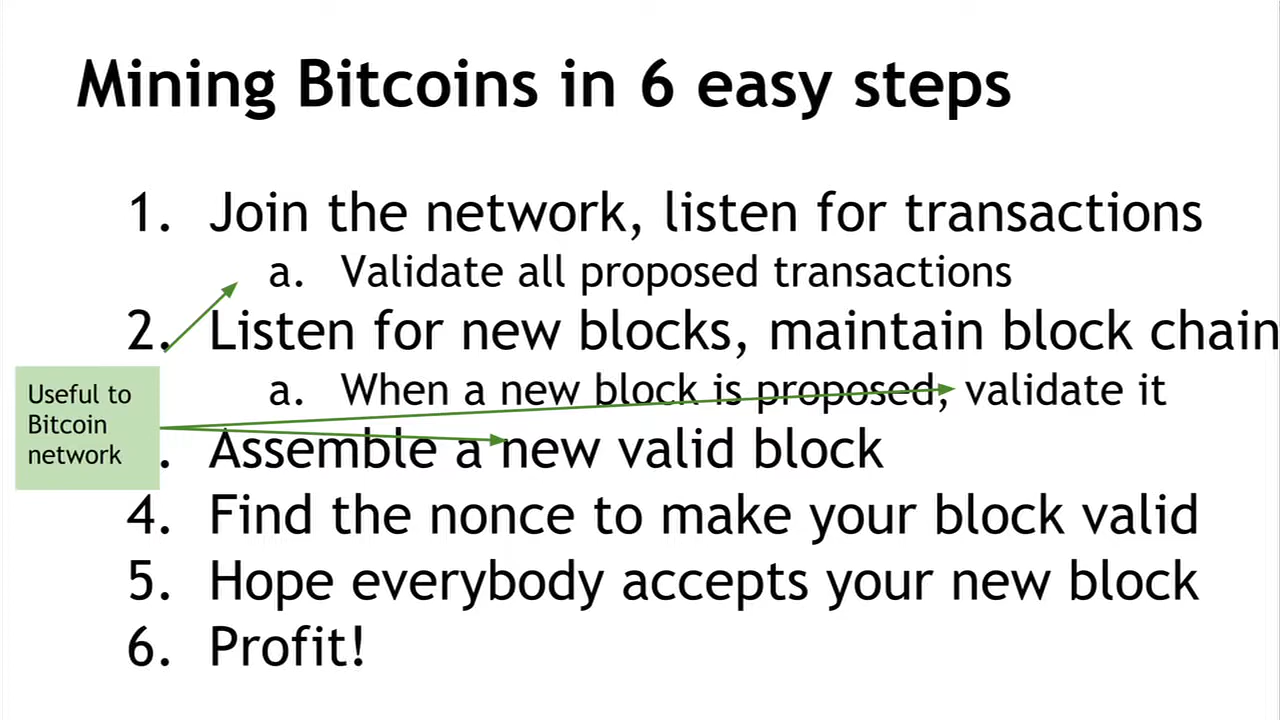 Mining Bitcoins in 6 easy steps
1. Join the network, listen for transactions
a. Validate all proposed transactions
2. Listen for new blocks, maintain block chain
a. When a new block is proposed, validate it
Useful to
Bitcoin
network
. Assemble a new valid block
4. Find the nonce to make your block valid
5. Hope everybody accepts your new block
6. Profit!